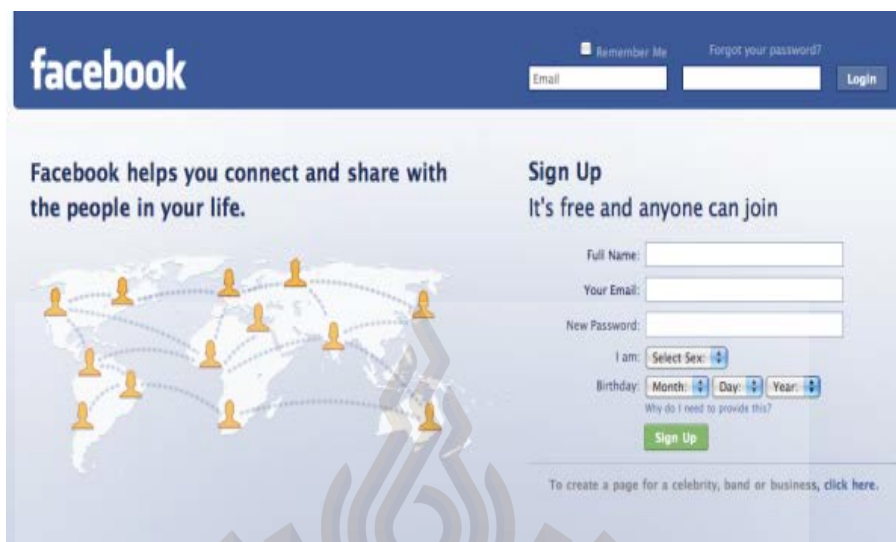 facebook
Remember Me
Forgot your password?
Email
Login
Facebook helps you connect and share with
the people in your life.
Sign Up
It's free and anyone can join
Full Name:
Your Email:
New Password:
I am: Select Sex:
Birthday: Month: Day: Year:
Why do I need to provide this?
Sign Up
To create a page for a celebrity, band or business, click here.